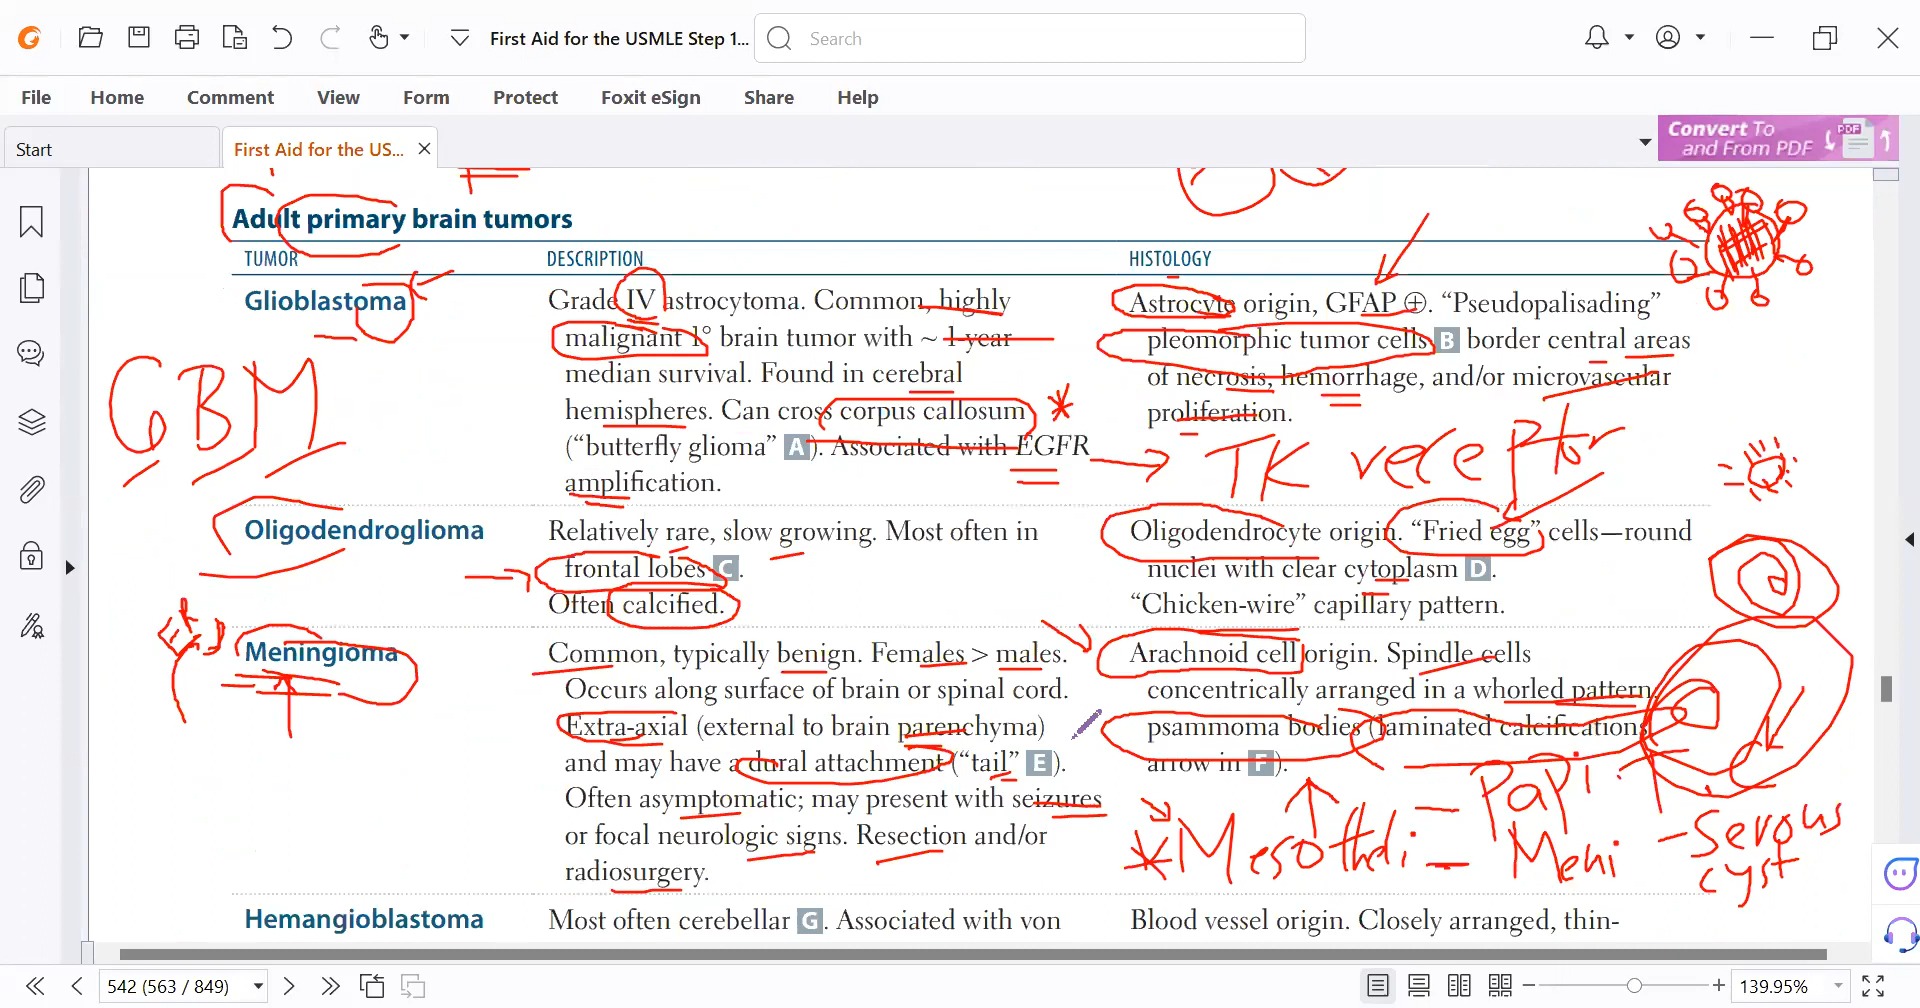 First Aid for the USMLE Step 1...
Search
File Home Comment View Form Protect Foxit eSign Share Help
Start
First Aid for the US...
Convert To
and From PDF
PDF
Adult primary brain tumors
TUMOR DESCRIPTION HISTOLOGY
Glioblastoma
Grade IV astrocytoma. Common, highly
malignant 1° brain tumor with ~ 1-year
median survival. Found in cerebral
hemispheres. Can cross corpus callosum
(“butterfly glioma” A). Associated with EGFR
amplification.
Astrocyte origin, GFAP ⊕. “Pseudopalisading”
pleomorphic tumor cells B border central areas
of necrosis, hemorrhage, and/or microvascular
proliferation.
GBM
TK receptor
Oligodendroglioma
Relatively rare, slow growing. Most often in
frontal lobes C.
Often calcified.
Oligodendrocyte origin. “Fried egg” cells—round
nuclei with clear cytoplasm D.
“Chicken-wire” capillary pattern.
Meningioma
Common, typically benign. Females > males.
Occurs along surface of brain or spinal cord.
Extra-axial (external to brain parenchyma)
and may have a dural attachment (“tail” E).
Often asymptomatic; may present with seizures
or focal neurologic signs. Resection and/or
radiosurgery.
Arachnoid cell origin. Spindle cells
concentrically arranged in a whorled pattern,
psammoma bodies (laminated calcifications,
arrow in F).
Papi
Mesotheli - Meni - Serous
cyst
Hemangioblastoma
Most often cerebellar G. Associated with von
Blood vessel origin. Closely arranged, thin-
542 (563 / 849)
139.95%